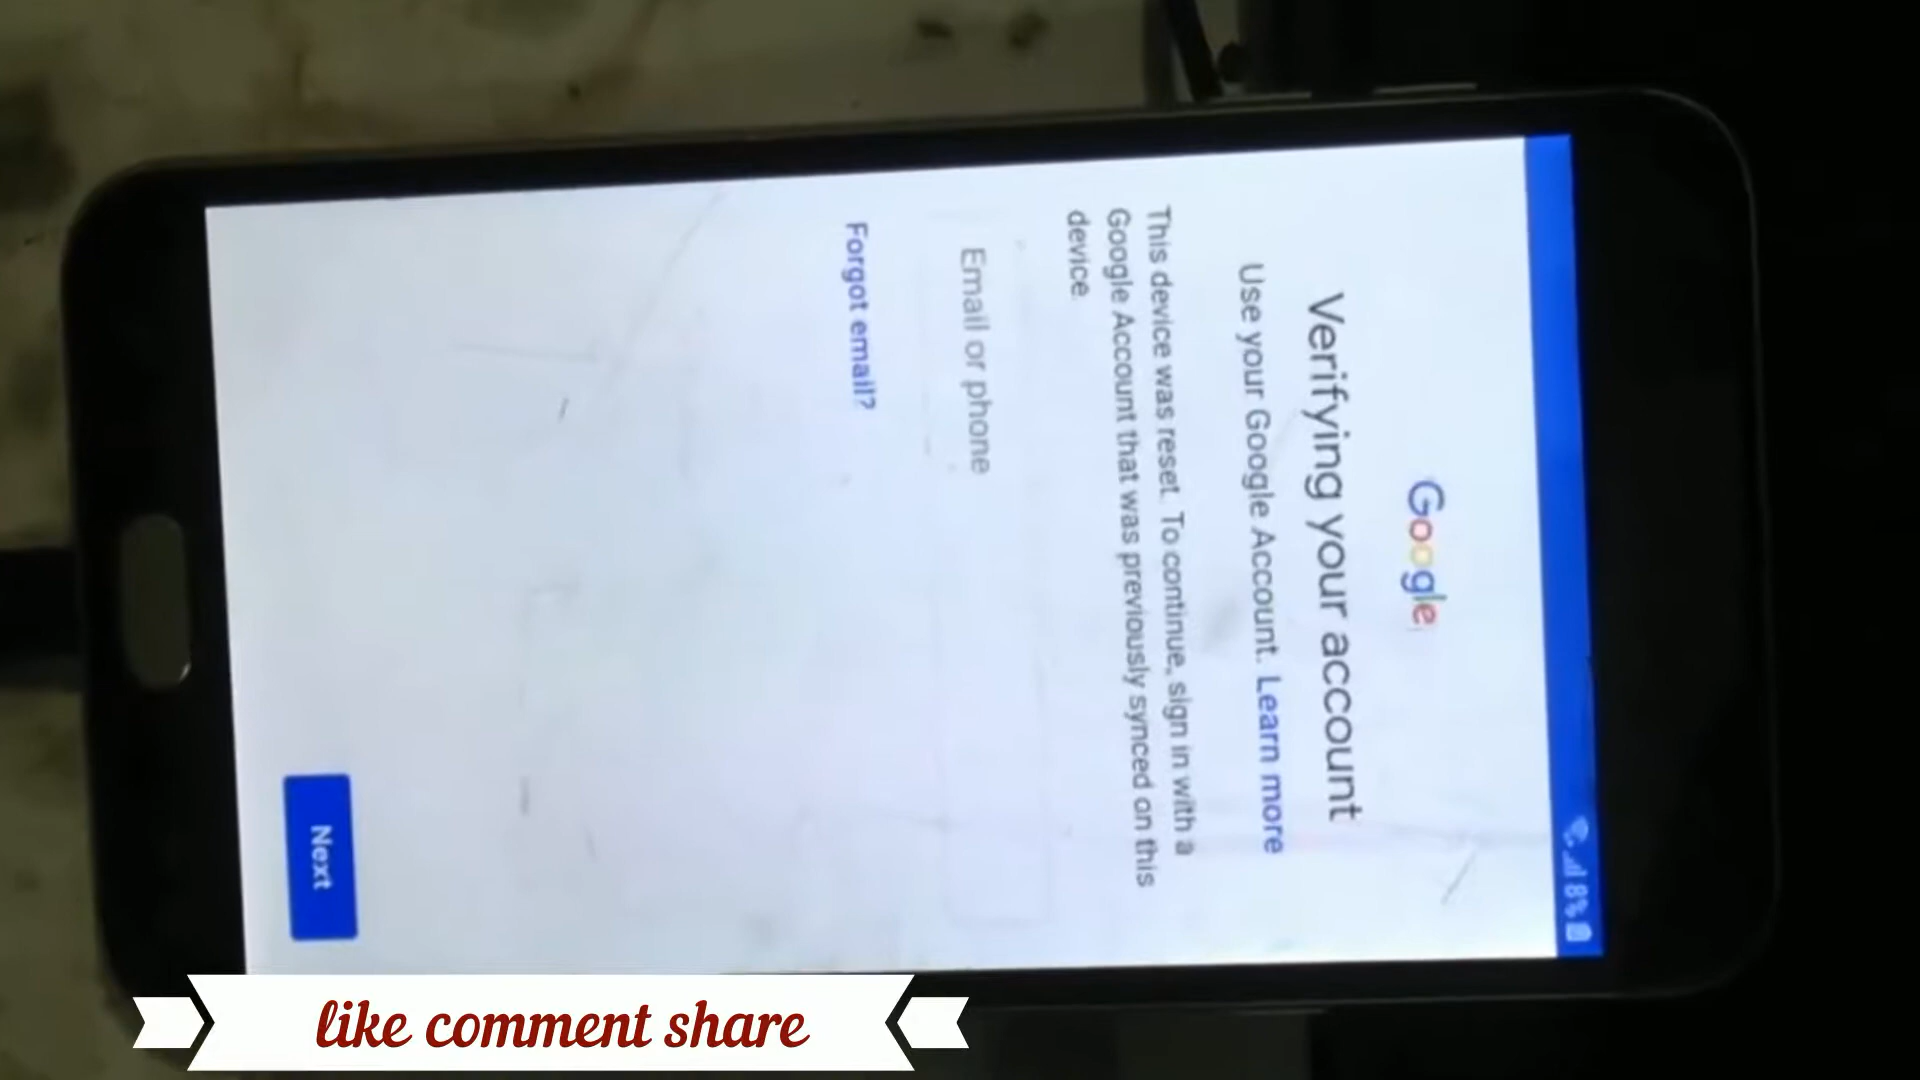 8%
Google
Verifying your account
Use your Google Account. Learn more
This device was reset. To continue, sign in with a
Google Account that was previously synced on this
device.
Email or phone
Forgot email?
Next
like comment share